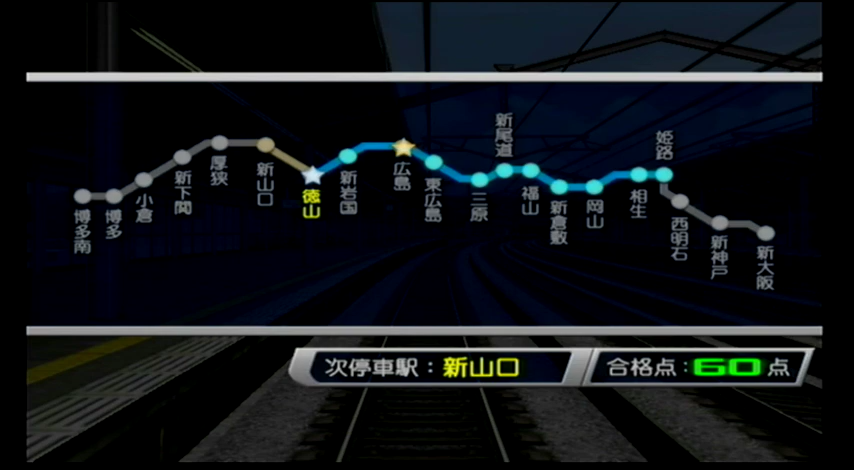 博多南
博多
小倉
新下関
厚狭
新山口
徳山
新岩国
広島
東広島
三原
新尾道
福山
新倉敷
岡山
相生
姫路
西明石
新神戸
新大阪
次停車駅：新山口
合格点：60点